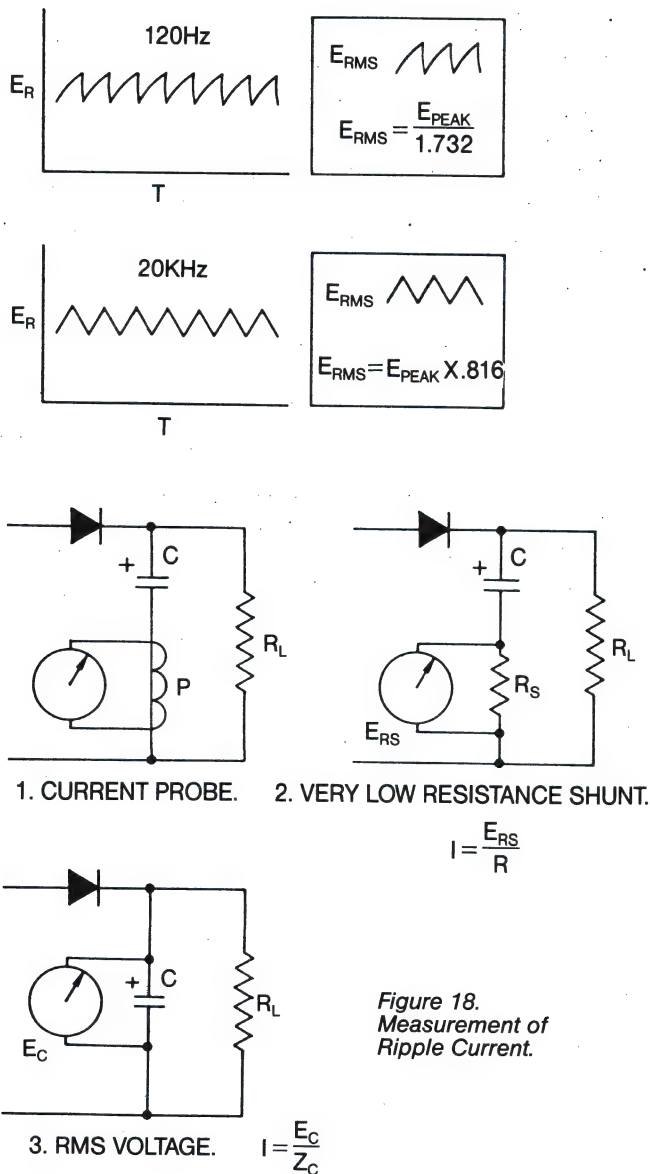 120Hz
E_R
T
E_RMS
E_RMS = E_PEAK / 1.732
20KHz
E_R
T
E_RMS
E_RMS = E_PEAK X .816
+ C
R_L
P
1. CURRENT PROBE.
+ C
R_L
R_S
E_RS
2. VERY LOW RESISTANCE SHUNT.
I = E_RS / R
+ C
R_L
E_C
3. RMS VOLTAGE. I = E_C / Z_C
Figure 18.
Measurement of
Ripple Current.